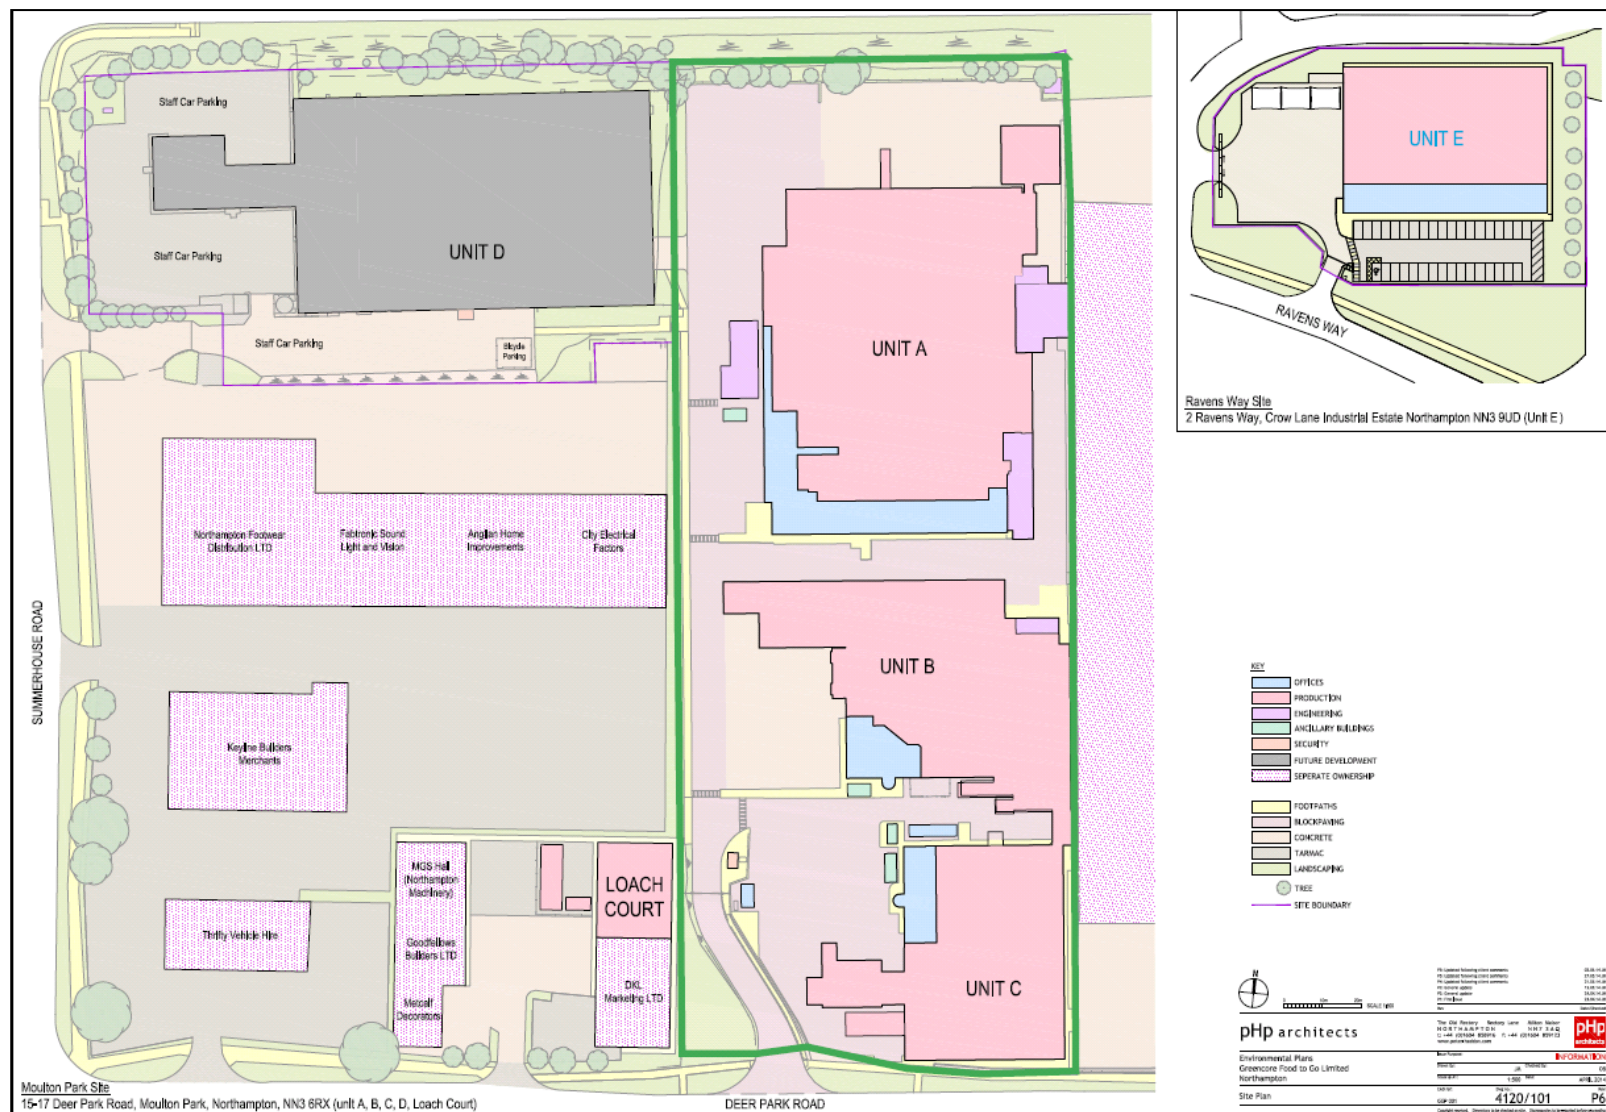 Staff Car Parking
UNIT D
Staff Car Parking
Staff Car Parking
Bicycle
Parking
UNIT A
UNIT E
RAVENS WAY
Ravens Way Site
2 Ravens Way, Crow Lane Industrial Estate Northampton NN3 9UD (Unit E )
Northampton Footwear
Distribution LTD
Fabtronic Sound
Light and Vision
Anglian Home
Improvements
City Electrical
Factors
SUMMERHOUSE ROAD
UNIT B
Keyline Builders
Merchants
MGS Hall
(Northampton
Machinery)
Goodfellows
Builders LTD
Metcalf
Decorators
LOACH
COURT
DKL
Marketing LTD
Thrifty Vehicle Hire
UNIT C
KEY
OFFICES
PRODUCTION
ENGINEERING
ANCILLARY BUILDINGS
SECURITY
FUTURE DEVELOPMENT
SEPERATE OWNERSHIP
FOOTPATHS
BLOCKPAVING
CONCRETE
TARMAC
LANDSCAPING
TREE
SITE BOUNDARY
N
pHp architects
pHp
architects
Environmental Plans
Greencore Food to Go Limited
Northampton
INFORMATION
APRIL 2014
Site Plan
4120/101
P6
Moulton Park Site
15-17 Deer Park Road, Moulton Park, Northampton, NN3 6RX (unit A, B, C, D, Loach Court)
DEER PARK ROAD